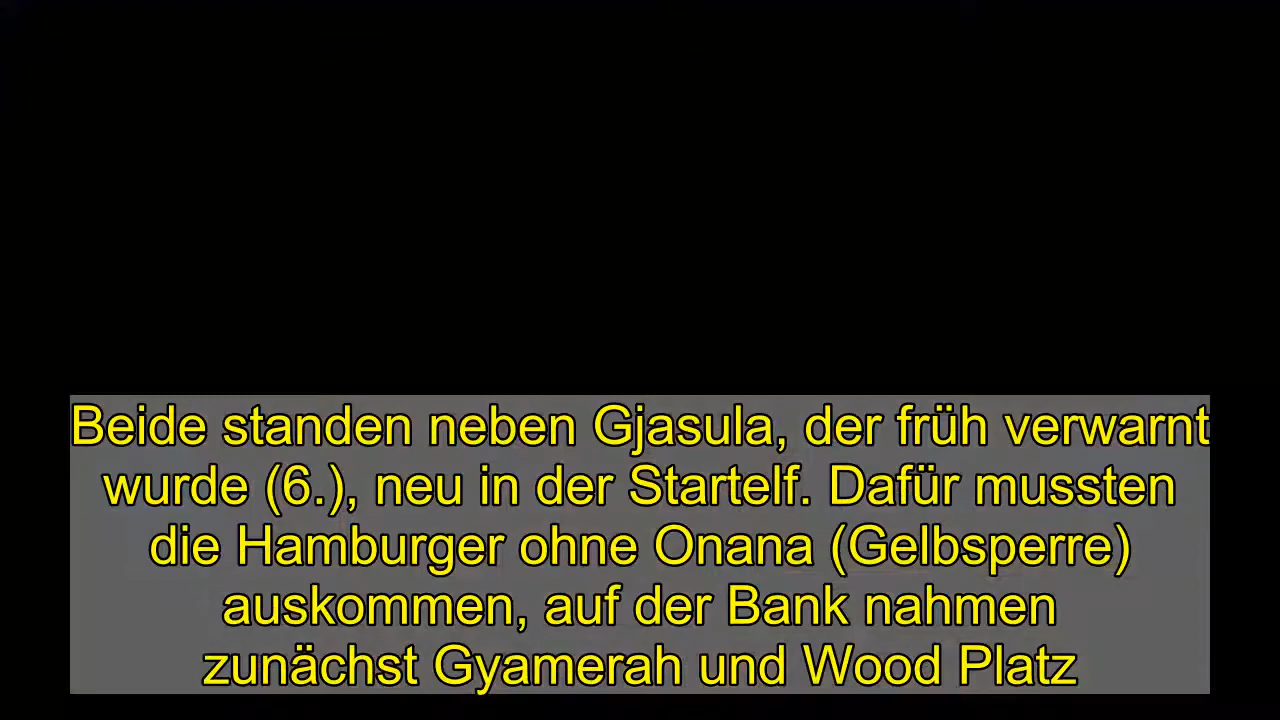 Beide standen neben Gjasula, der früh verwarnt
wurde (6.), neu in der Startelf. Dafür mussten
die Hamburger ohne Onana (Gelbsperre)
auskommen, auf der Bank nahmen
zunächst Gyamerah und Wood Platz